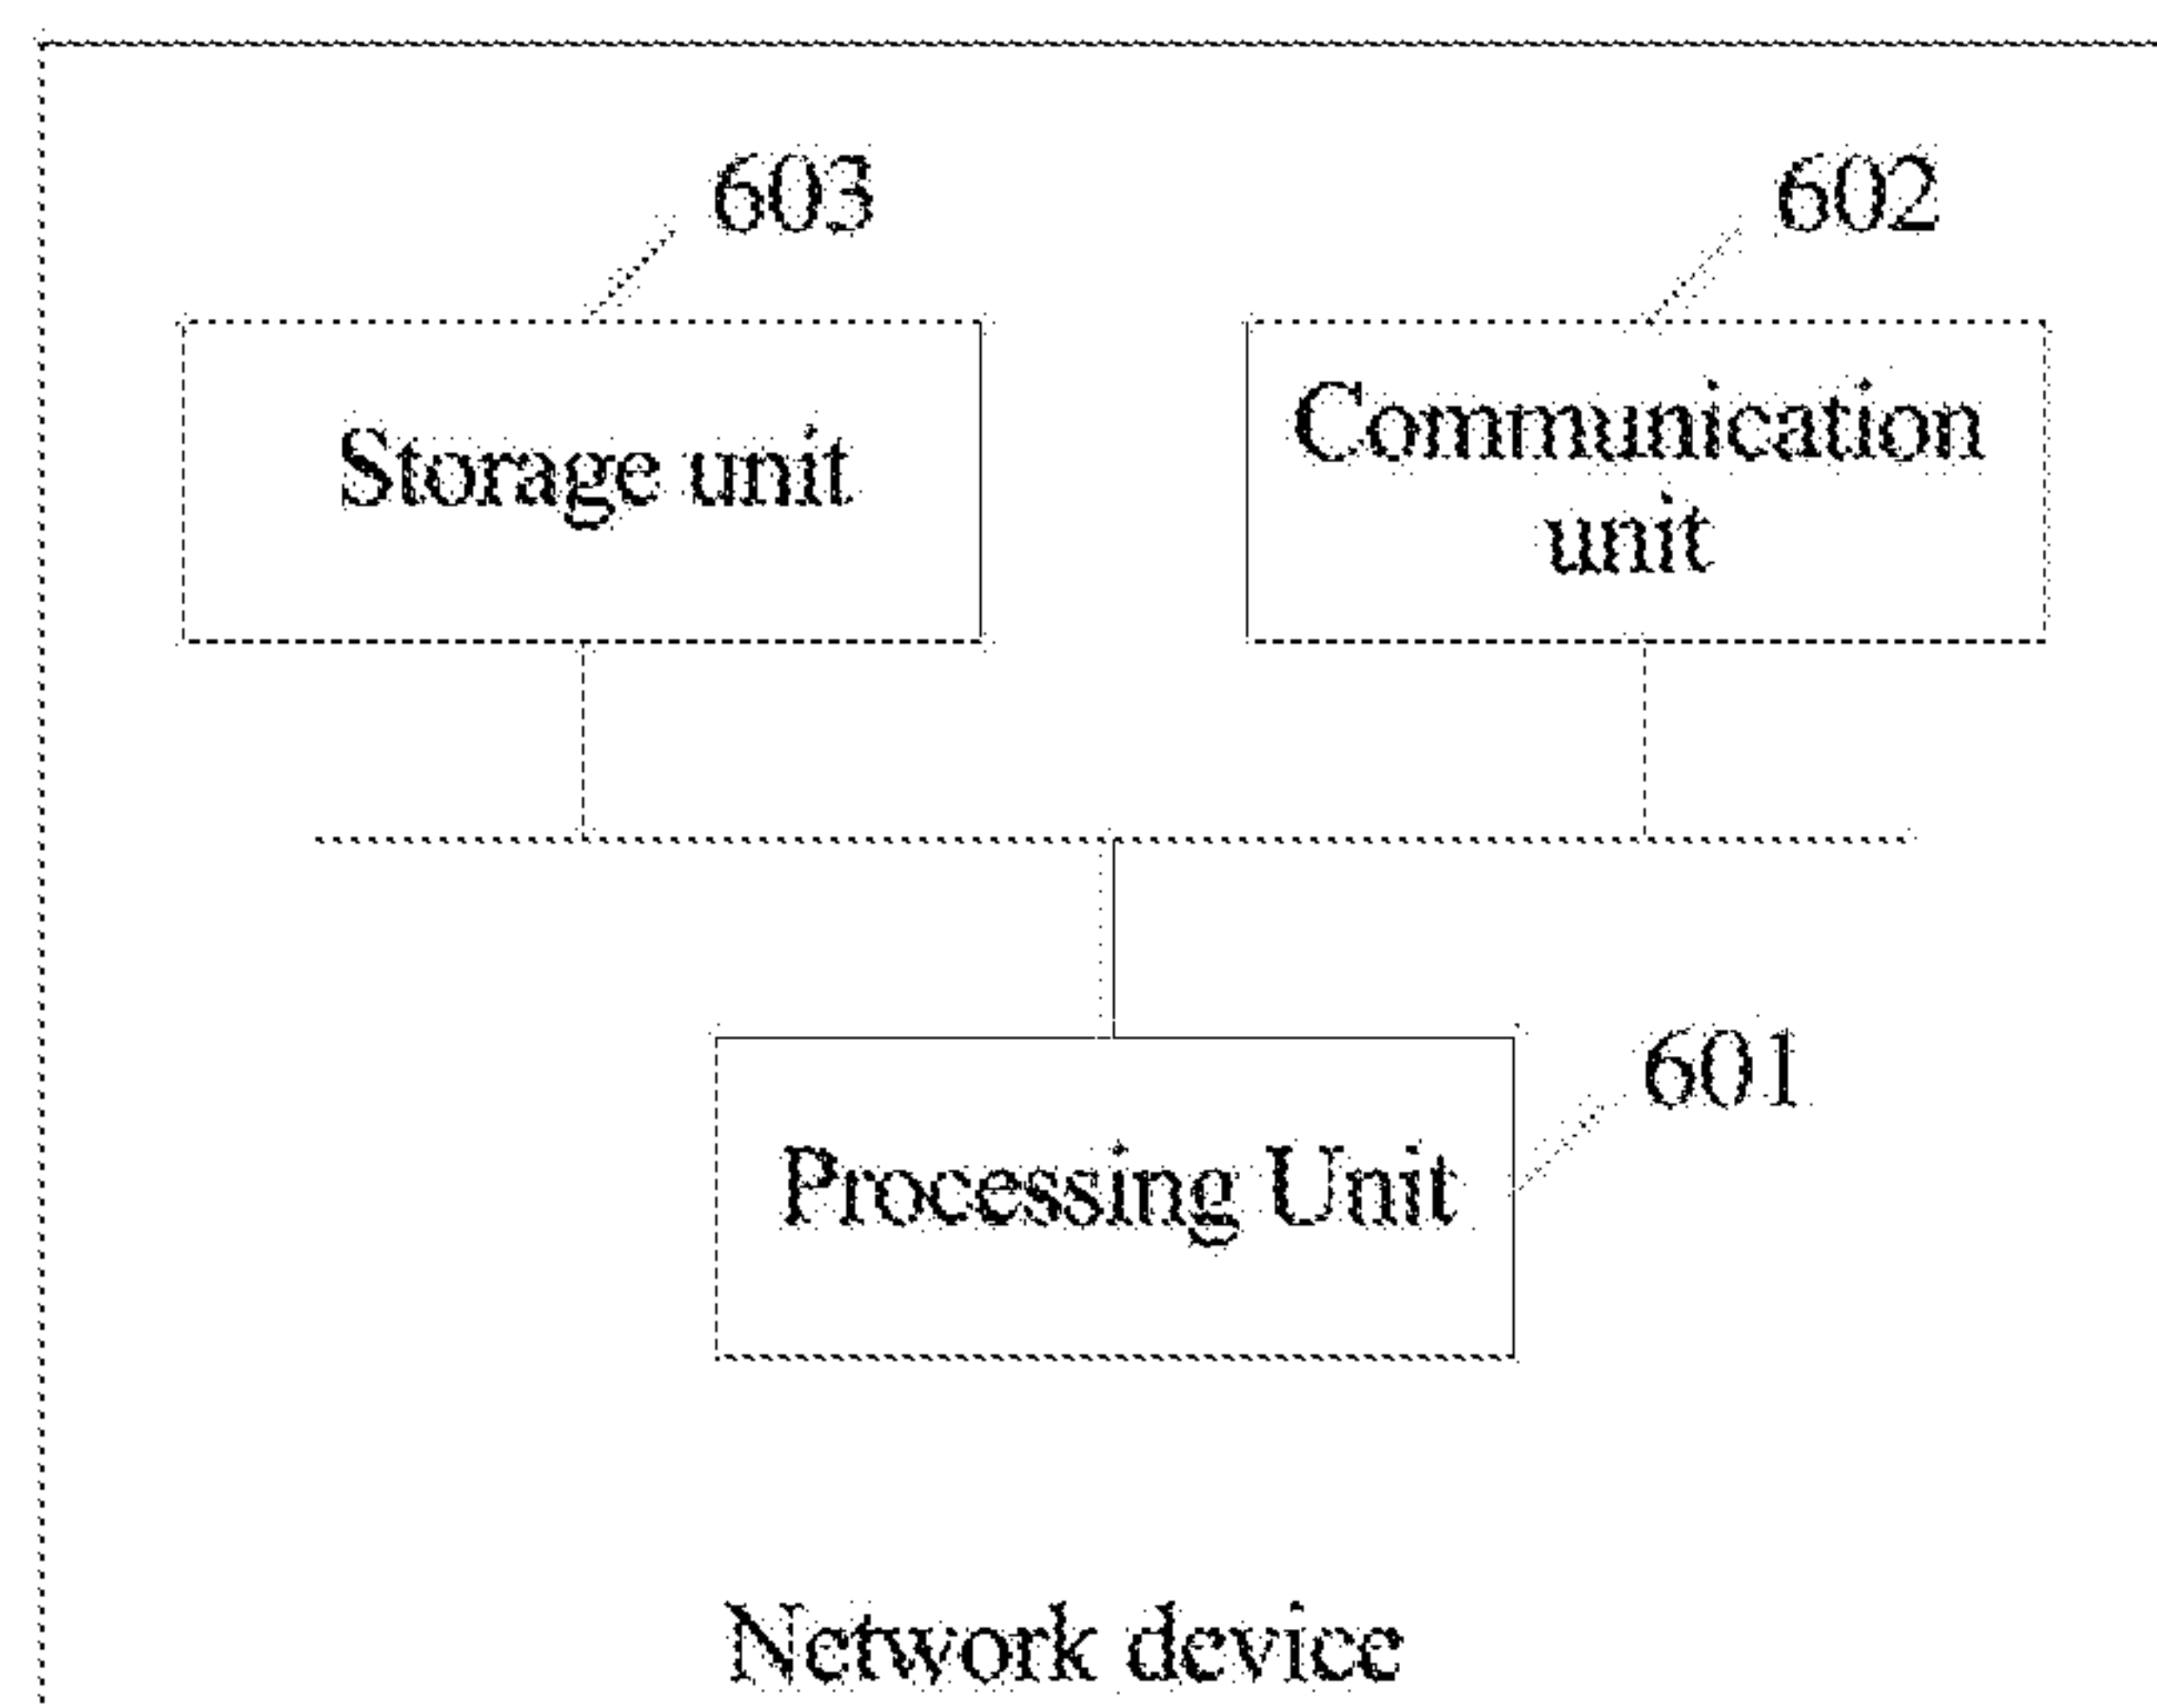 603
602
Storage unit
Communication
unit
601
Processing Unit
Network device